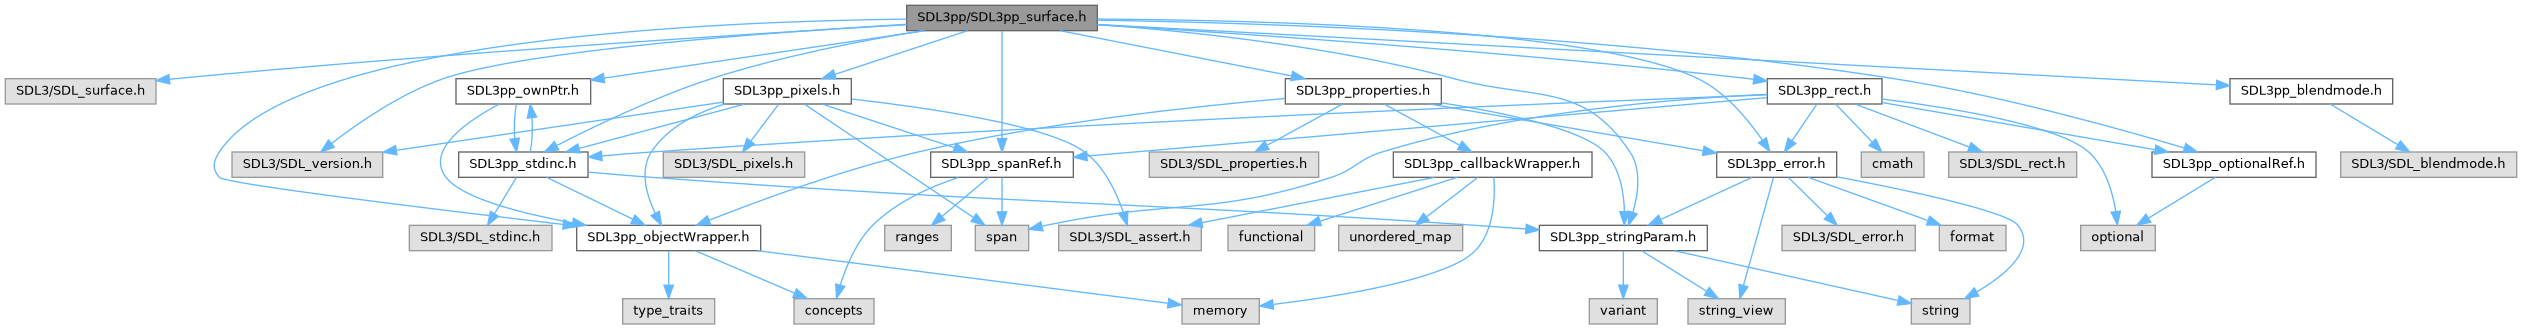 SDL3pp/SDL3pp_surface.h
SDL3/SDL_surface.h
SDL3pp_ownPtr.h
SDL3pp_pixels.h
SDL3pp_properties.h
SDL3pp_rect.h
SDL3pp_blendmode.h
SDL3/SDL_version.h
SDL3pp_stdinc.h
SDL3/SDL_pixels.h
SDL3pp_spanRef.h
SDL3/SDL_properties.h
SDL3pp_callbackWrapper.h
SDL3pp_error.h
cmath
SDL3/SDL_rect.h
SDL3pp_optionalRef.h
SDL3/SDL_blendmode.h
SDL3/SDL_stdinc.h
SDL3pp_objectWrapper.h
ranges
span
SDL3/SDL_assert.h
functional
unordered_map
SDL3pp_stringParam.h
SDL3/SDL_error.h
format
optional
type_traits
concepts
memory
variant
string_view
string